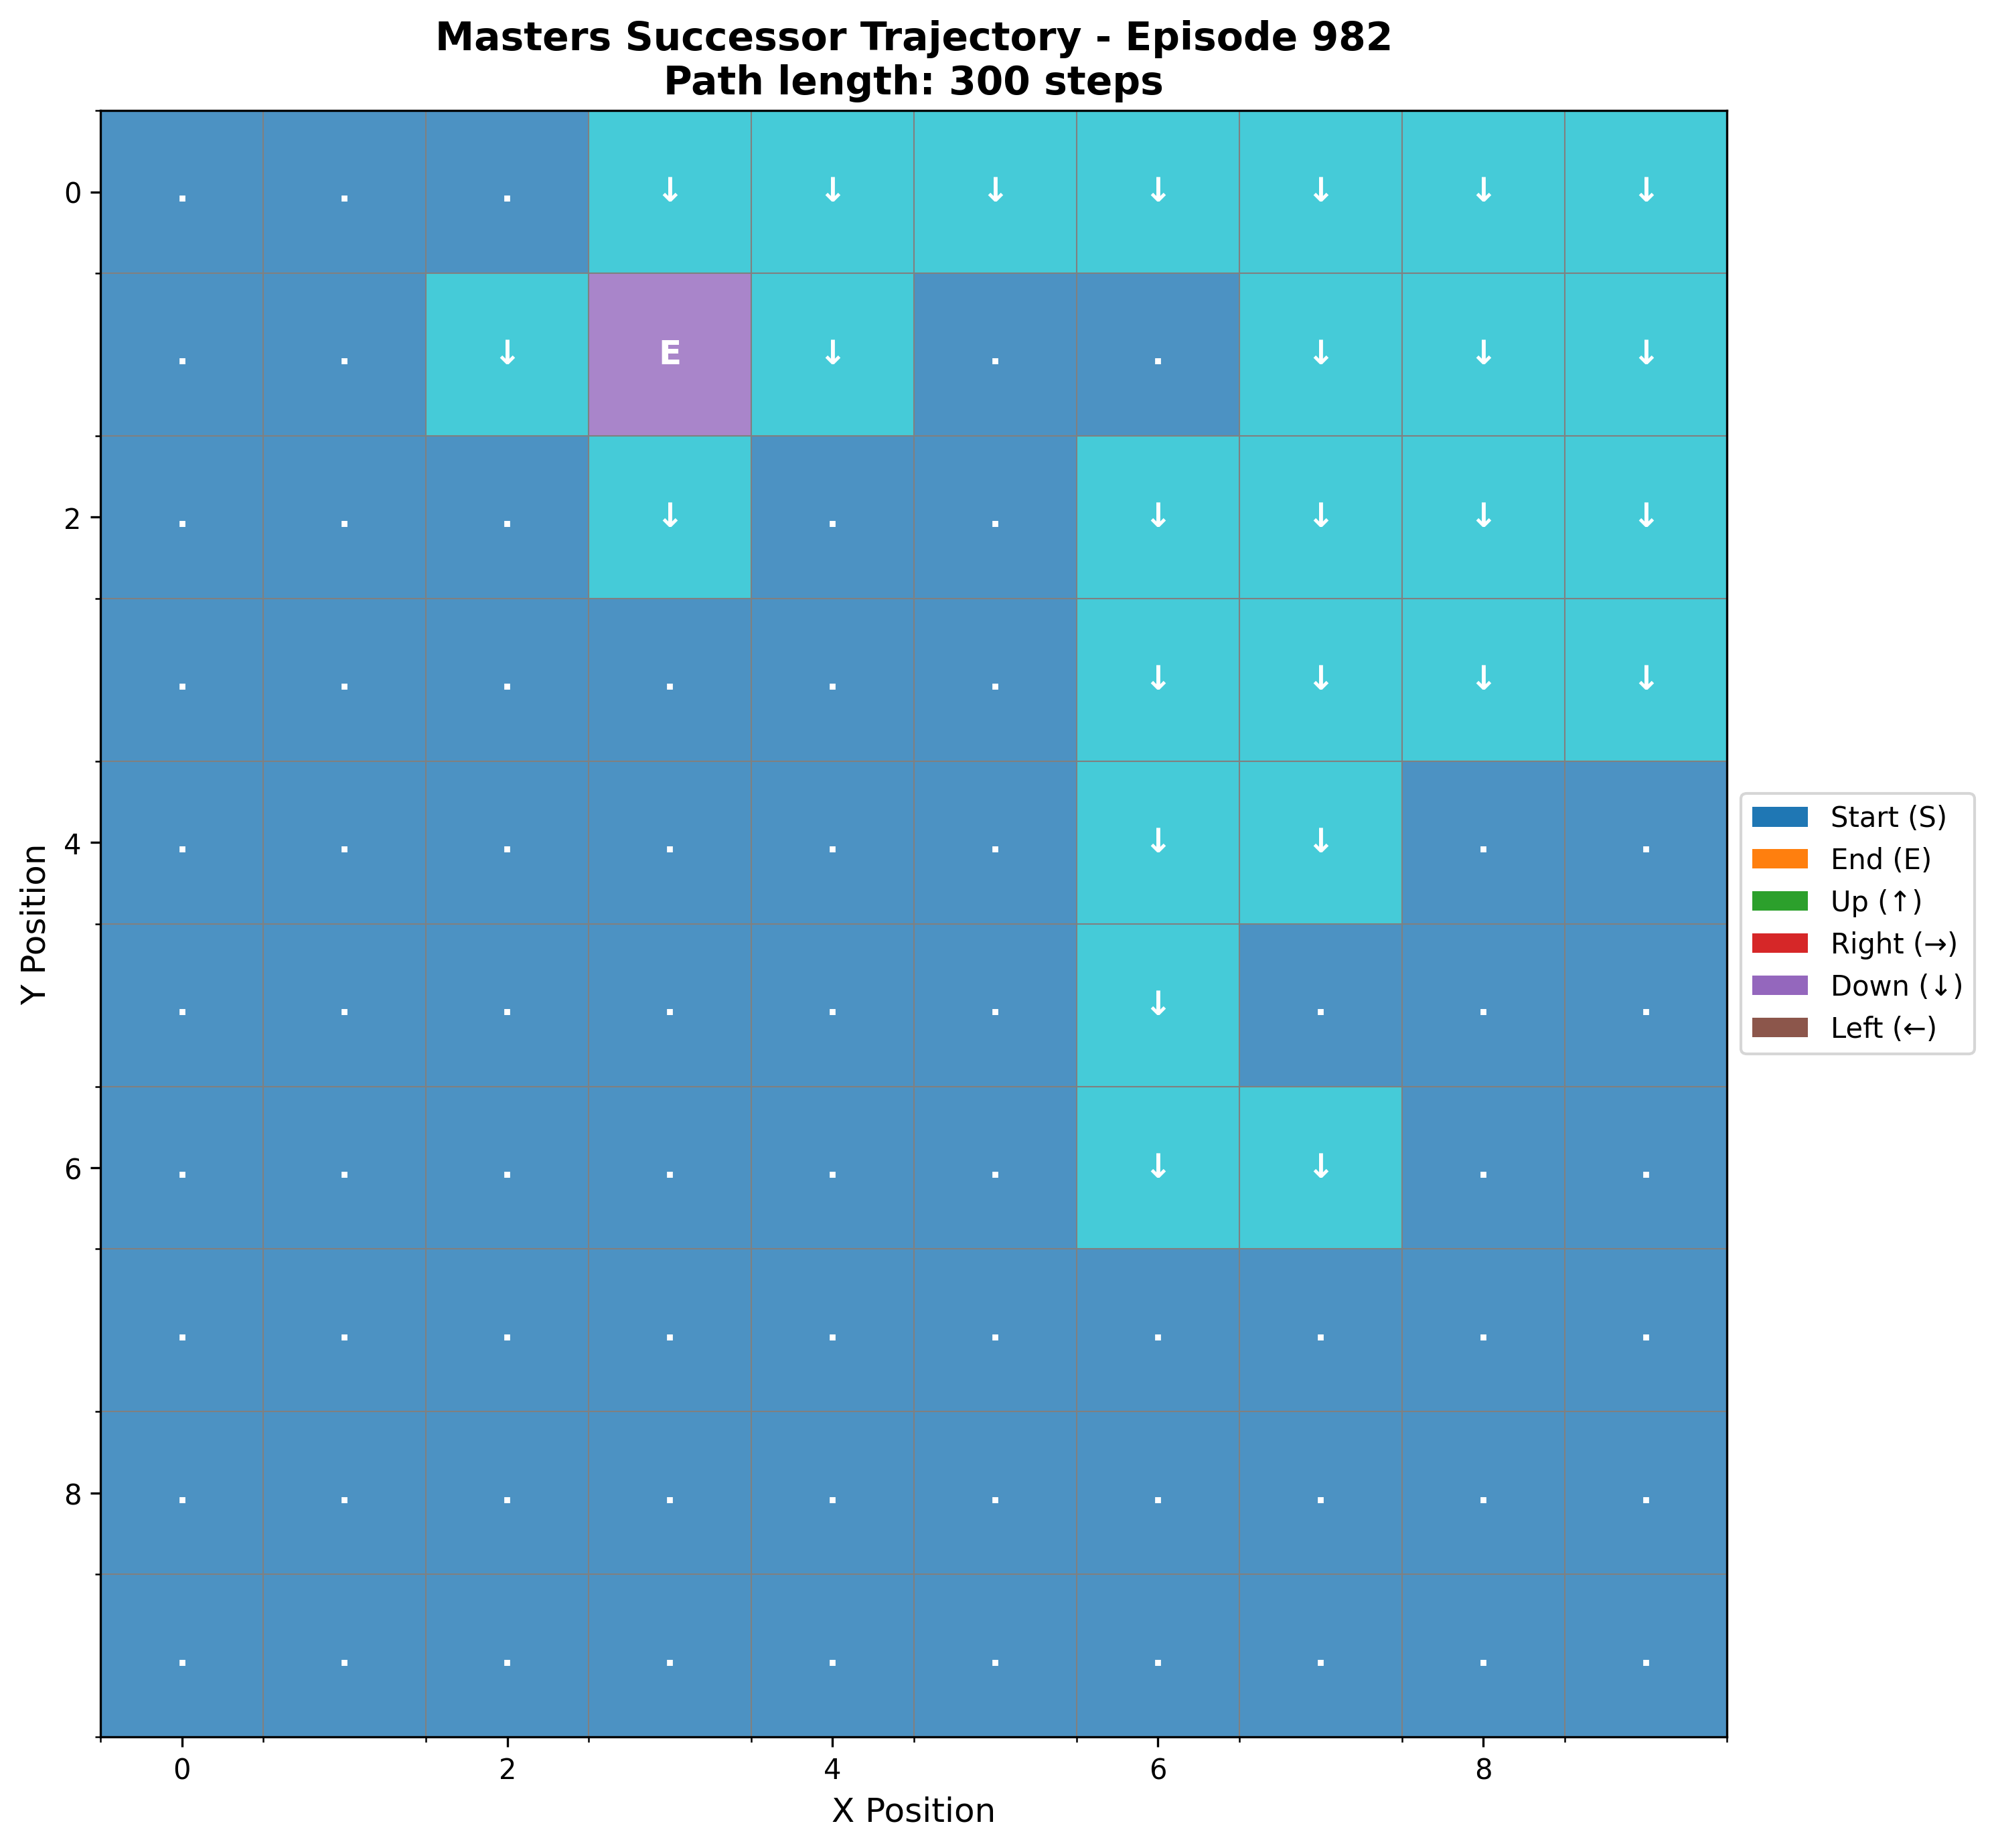 Masters Successor Trajectory - Episode 982
Path length: 300 steps
0 . . . ↓ ↓ ↓ ↓ ↓ ↓ ↓
. . ↓ E ↓ . . ↓ ↓ ↓
2 . . . ↓ . . ↓ ↓ ↓ ↓
. . . . . . ↓ ↓ ↓ ↓
4 . . . . . . ↓ ↓ . .
. . . . . . ↓ . . .
6 . . . . . . ↓ ↓ . .
. . . . . . . . . .
8 . . . . . . . . . .
. . . . . . . . . .
0 2 4 6 8
X Position
Y Position
Start (S)
End (E)
Up (↑)
Right (→)
Down (↓)
Left (←)